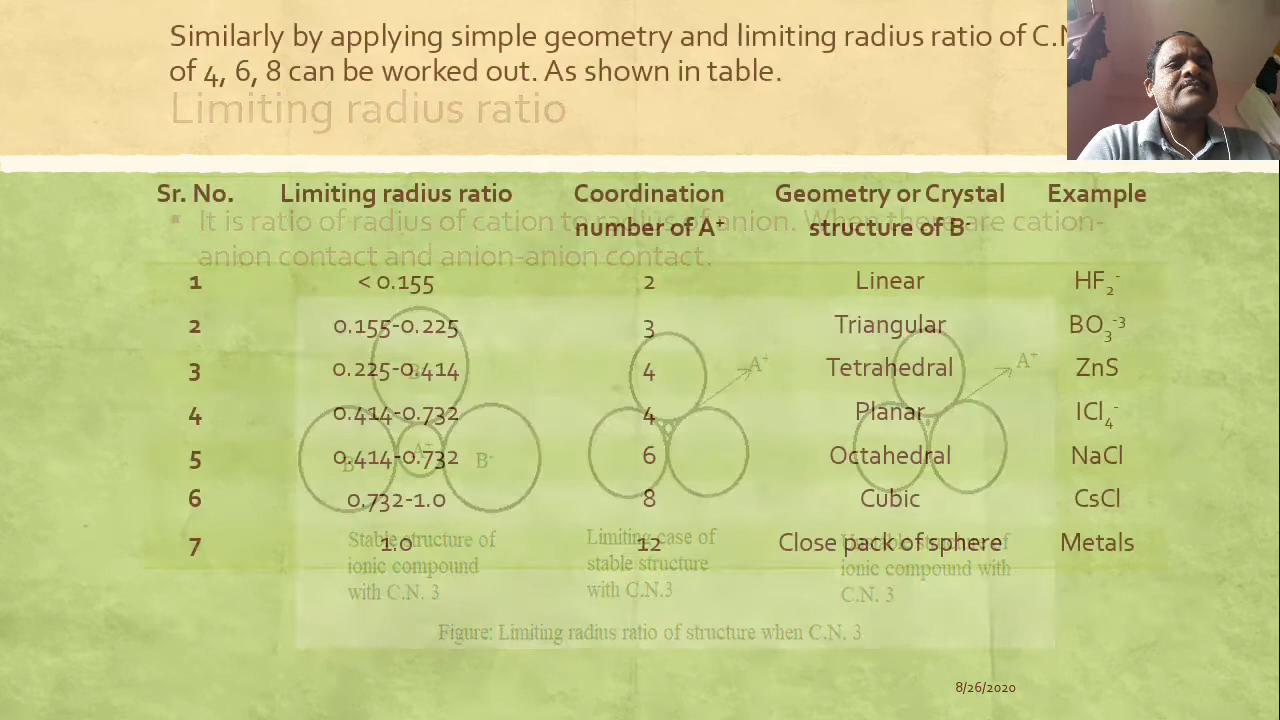 Similarly by applying simple geometry and limiting radius ratio of C.N
of 4, 6, 8 can be worked out. As shown in table.
Limiting radius ratio
Sr. No. Limiting radius ratio Coordination number of A⁺ Geometry or Crystal structure of B⁻ Example
It is ratio of radius of cation to radius of anion. When there are cation-
anion contact and anion-anion contact.
1 < 0.155 2 Linear HF₂⁻
2 0.155-0.225 3 Triangular BO₃⁻³
3 0.225-0.414 4 Tetrahedral ZnS
4 0.414-0.732 4 Planar ICl₄⁻
5 0.414-0.732 6 Octahedral NaCl
6 0.732-1.0 8 Cubic CsCl
7 1.0 12 Close pack of sphere Metals
B⁻
A⁺
A⁺
B
A⁺
B⁻
Stable structure of
ionic compound
with C.N. 3
Limiting case of
stable structure
with C.N.3
structure of
ionic compound with
C.N. 3
Figure: Limiting radius ratio of structure when C.N. 3
8/26/2020